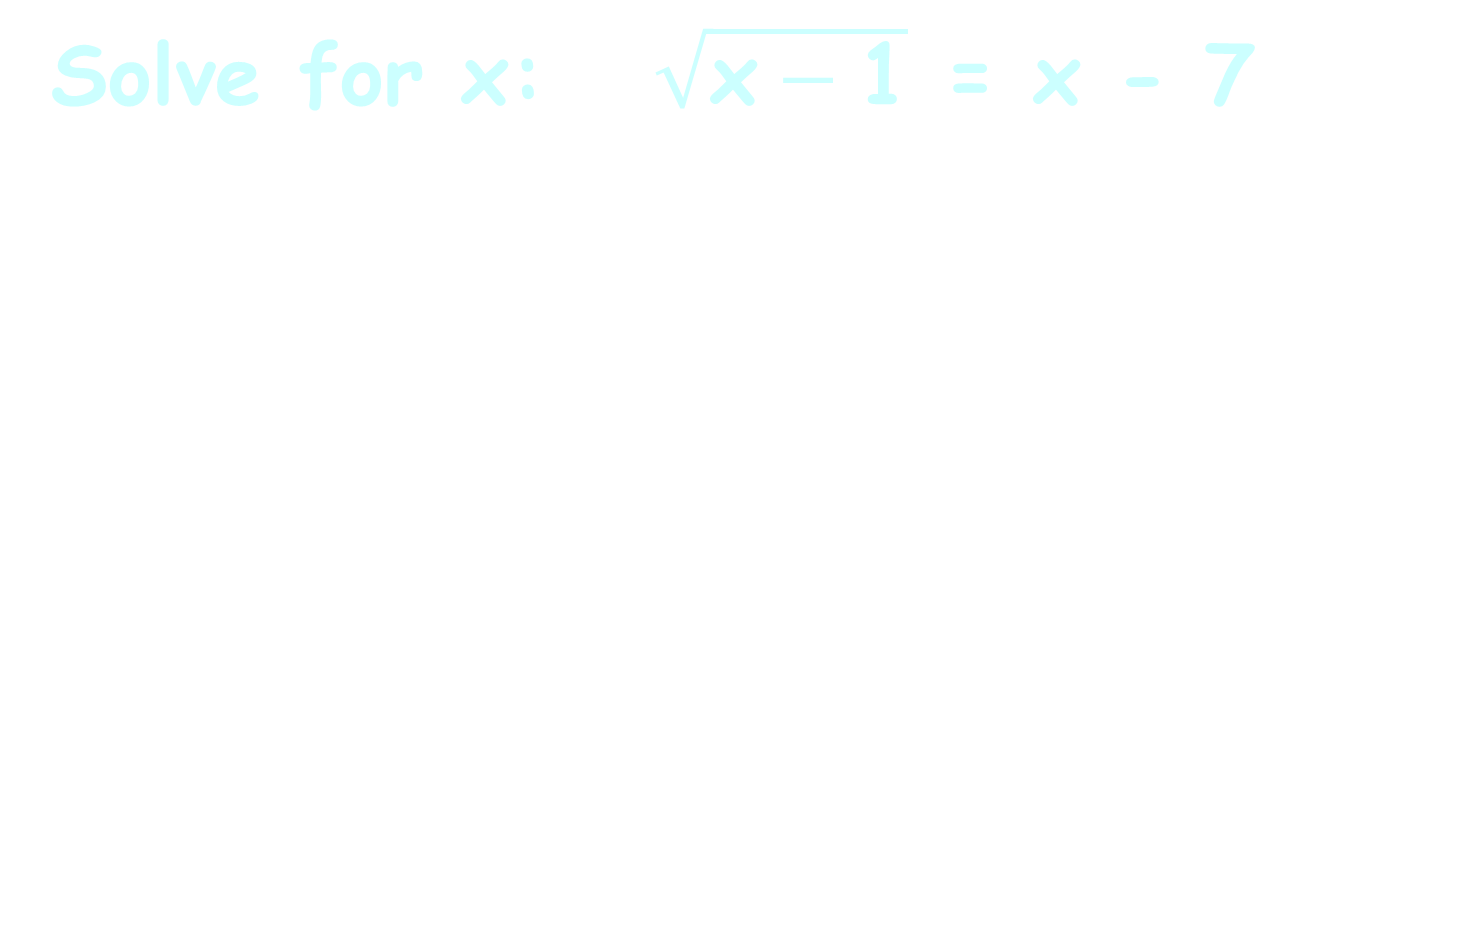 Solve for x: √x − 1 = x - 7